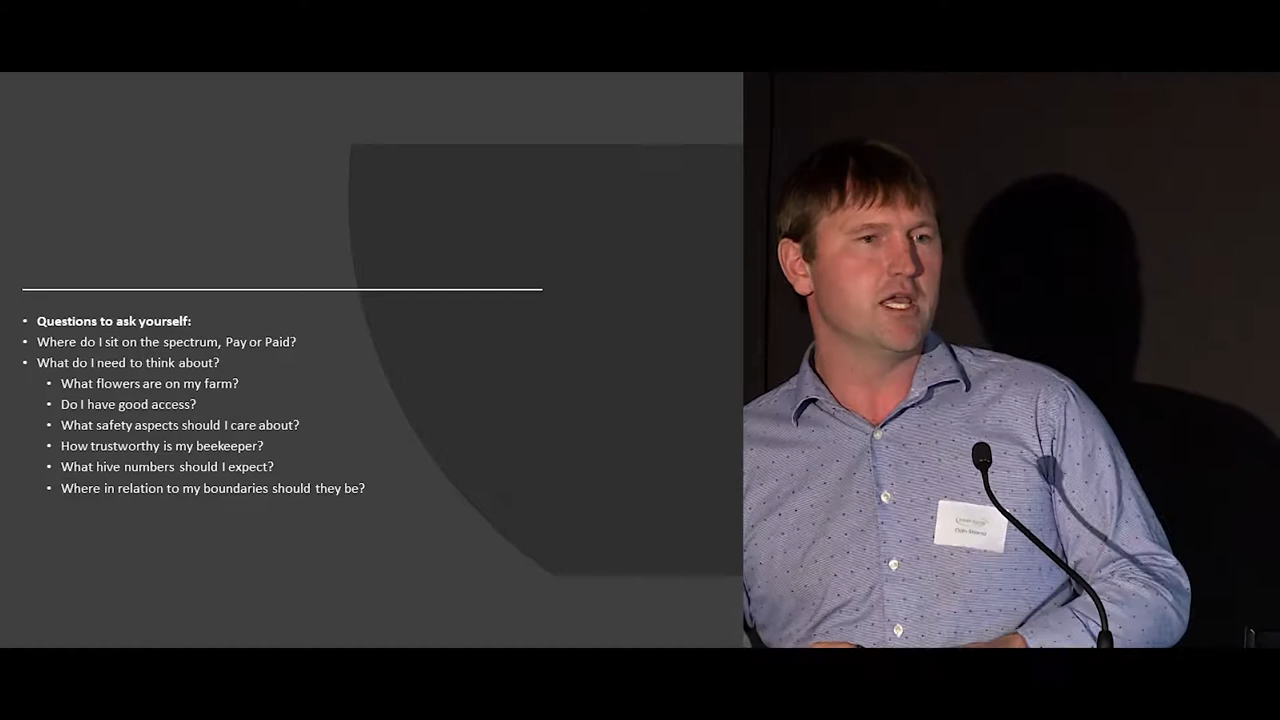 Questions to ask yourself:
Where do I sit on the spectrum, Pay or Paid?
What do I need to think about?
What flowers are on my farm?
Do I have good access?
What safety aspects should I care about?
How trustworthy is my beekeeper?
What hive numbers should I expect?
Where in relation to my boundaries should they be?